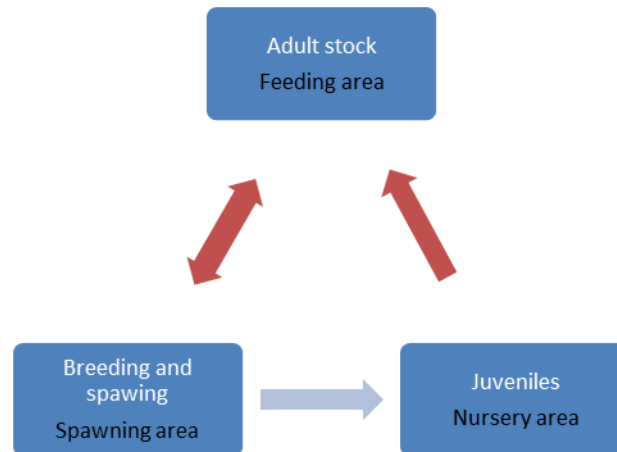 Adult stock
Feeding area
Breeding and
spawing
Spawning area
Juveniles
Nursery area